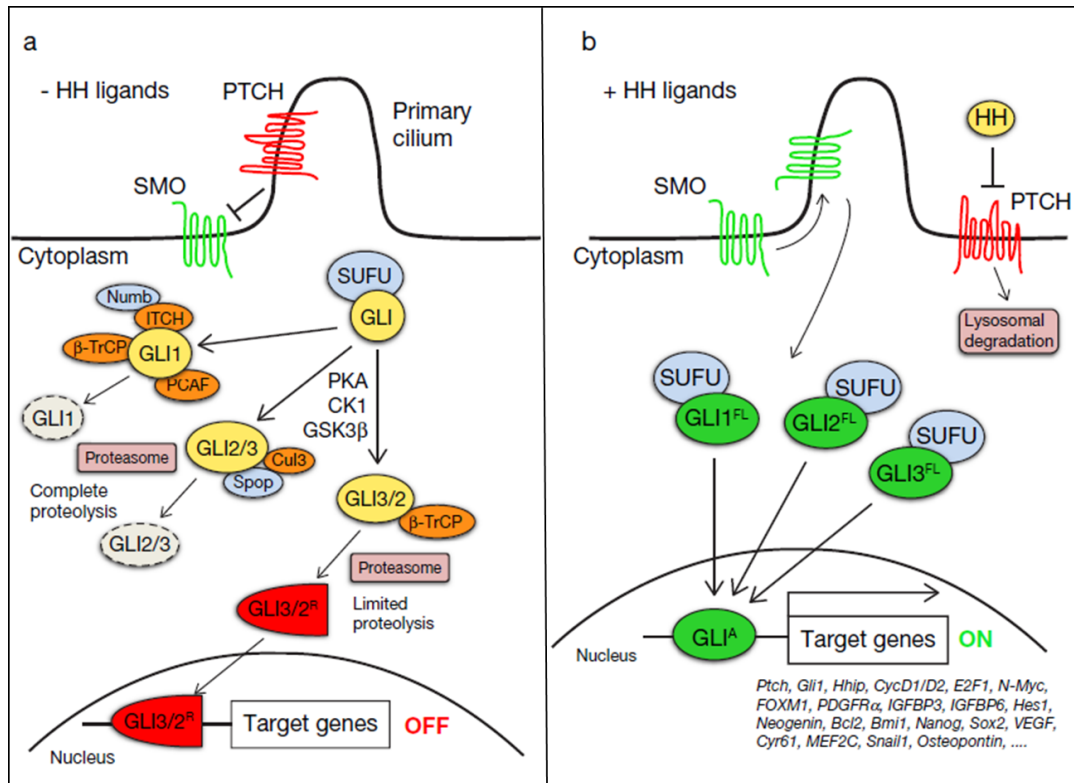 a
- HH ligands
PTCH
Primary
cilium
SMO
Cytoplasm
SUFU
GLI
Numb
ITCH
β-TrCP
GLI1
PCAF
GLI1
PKA
CK1
GSK3β
GLI2/3
Cul3
Spop
Proteasome
Complete
proteolysis
GLI2/3
GLI3/2
β-TrCP
Proteasome
Limited
proteolysis
GLI3/2ᴿ
GLI3/2ᴿ
Target genes
OFF
Nucleus
b
+ HH ligands
HH
SMO
PTCH
Cytoplasm
Lysosomal
degradation
SUFU
GLI1ᶠᴸ
SUFU
GLI2ᶠᴸ
SUFU
GLI3ᶠᴸ
GLIᴬ
Target genes
ON
Nucleus
Ptch, Gli1, Hhip, CycD1/D2, E2F1, N-Myc,
FOXM1, PDGFRα, IGFBP3, IGFBP6, Hes1,
Neogenin, Bcl2, Bmi1, Nanog, Sox2, VEGF,
Cyr61, MEF2C, Snail1, Osteopontin, ....